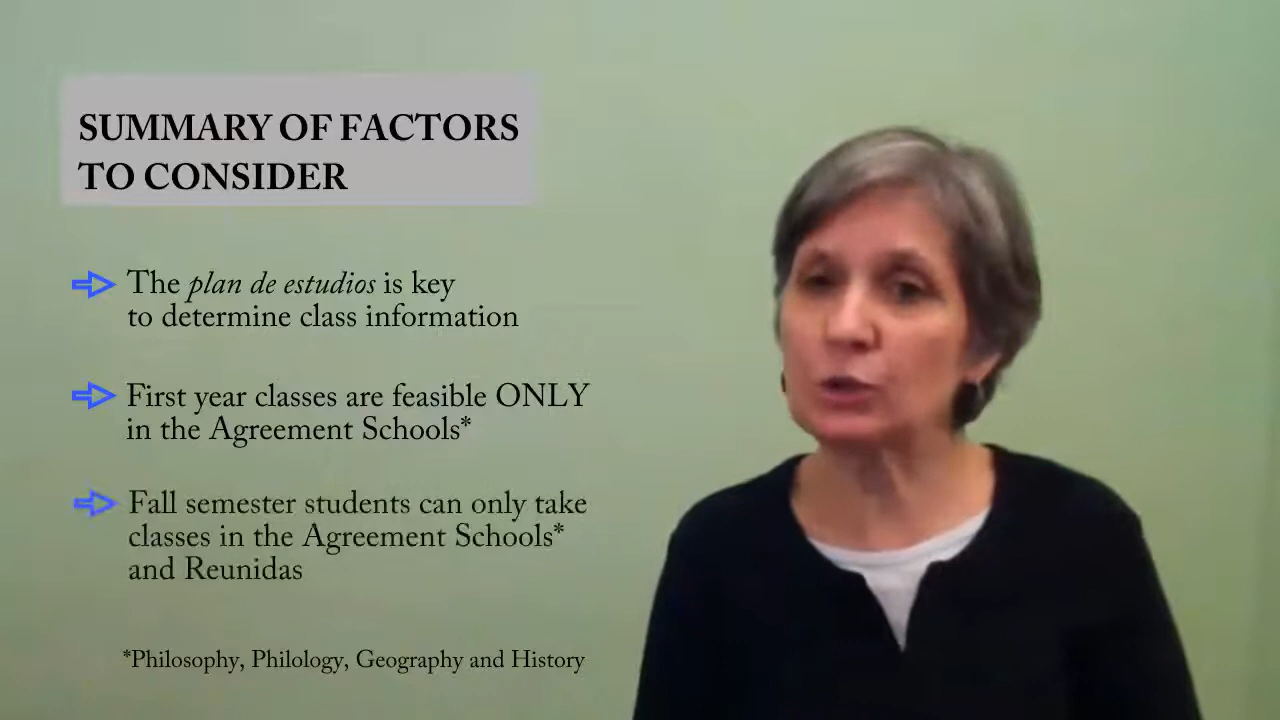 SUMMARY OF FACTORS
TO CONSIDER
The plan de estudios is key
to determine class information
First year classes are feasible ONLY
in the Agreement Schools*
Fall semester students can only take
classes in the Agreement Schools*
and Reunidas
*Philosophy, Philology, Geography and History